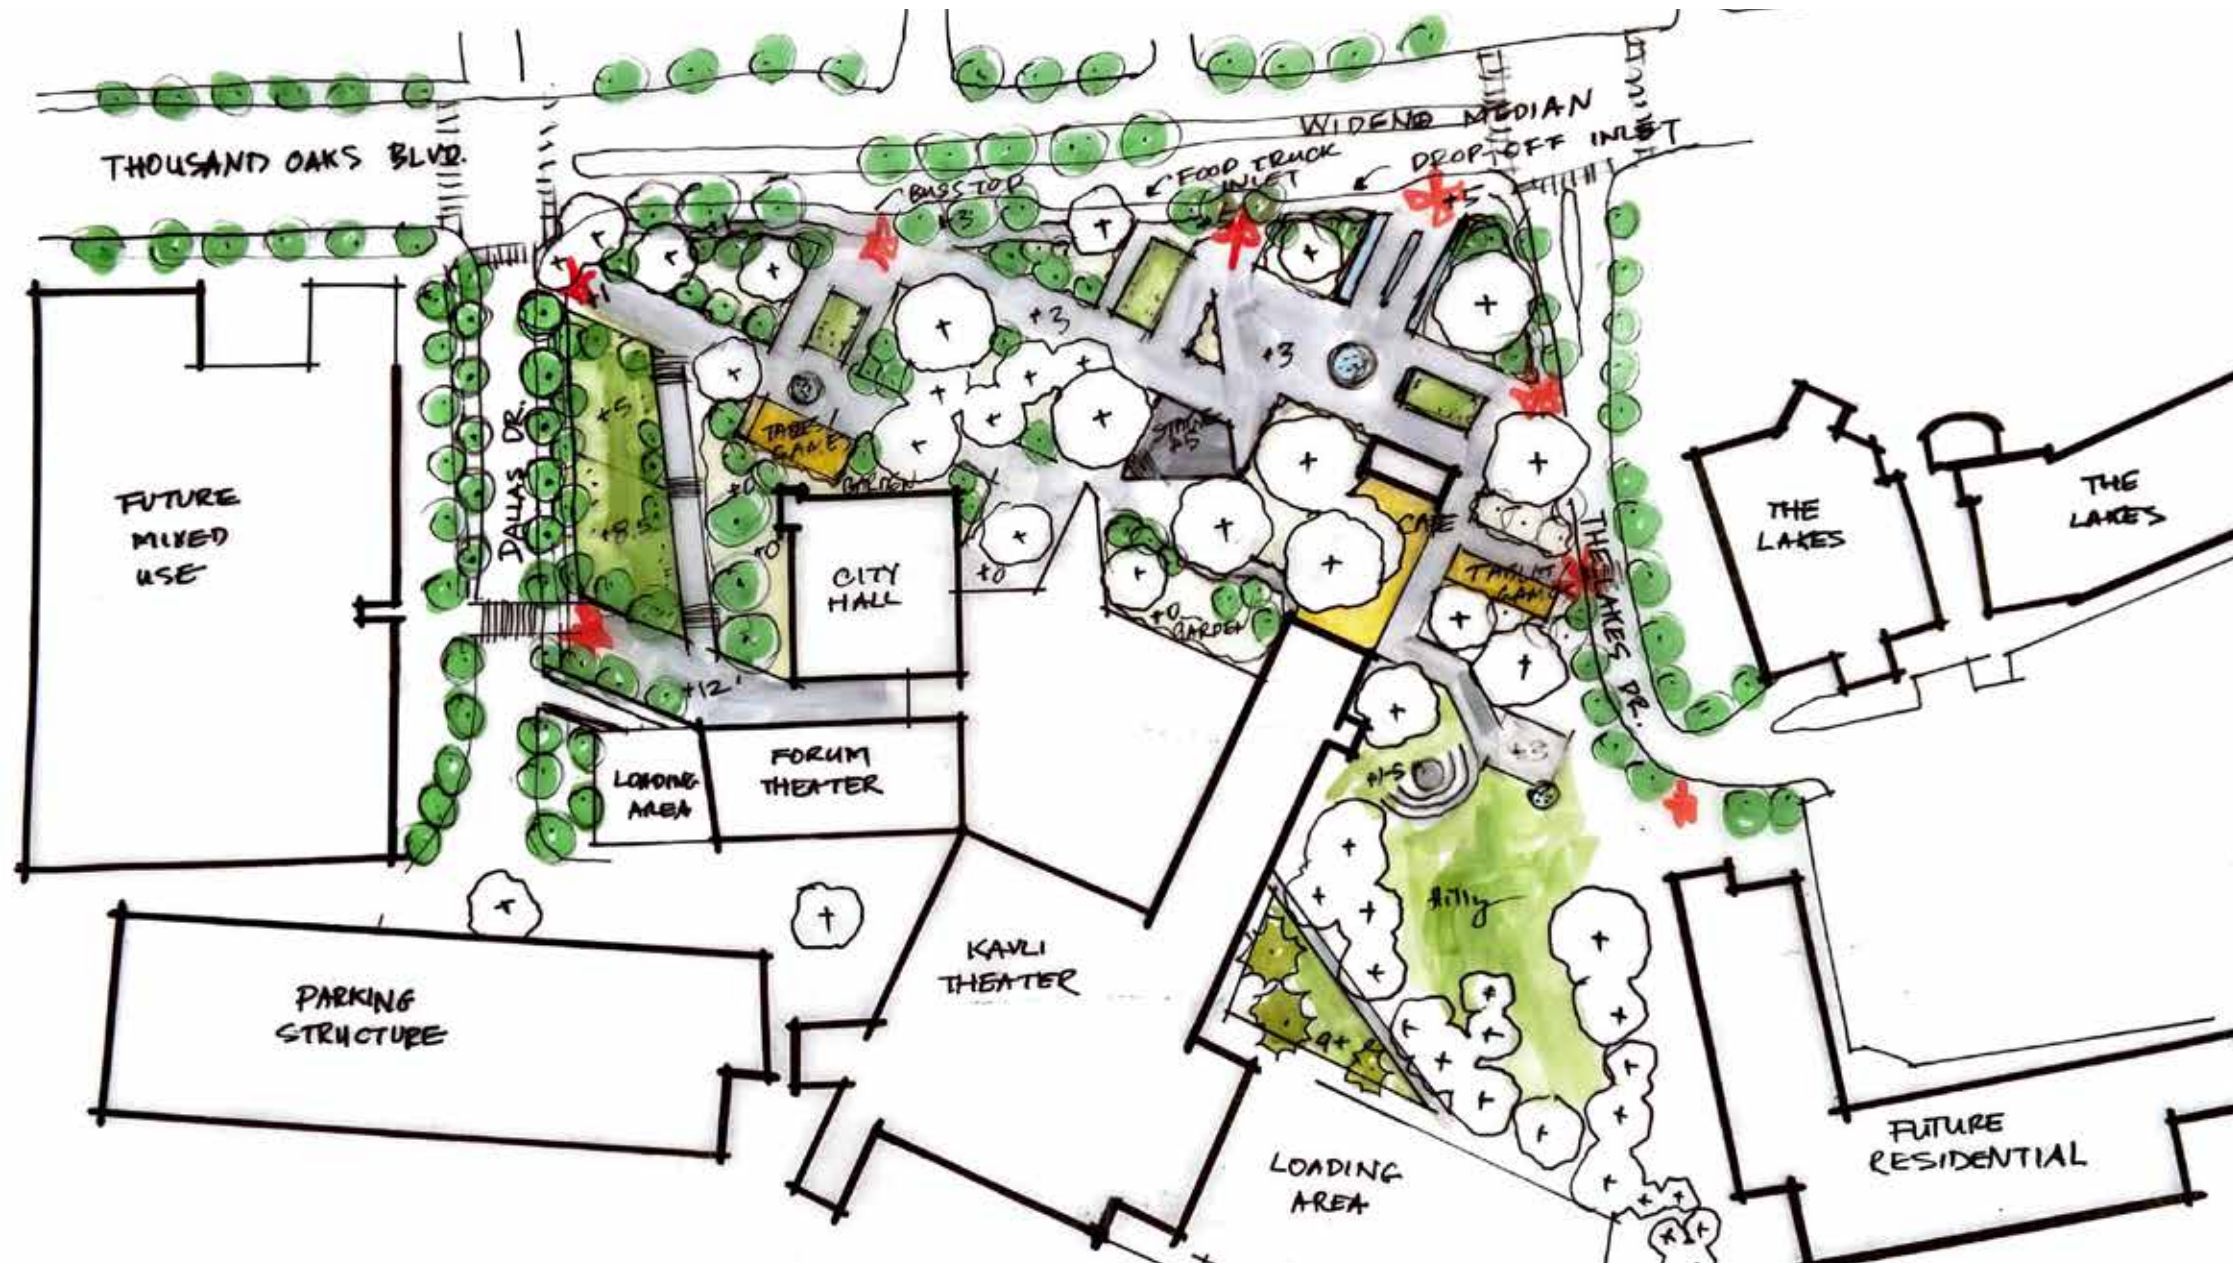 WIDEND MEDIAN
DROP-OFF INLET
FOOD TRUCK
INLET
THOUSAND OAKS BLVD.
BUS STOP
+3
+5
+5
+1
+3
+3
+5
TABLES
GAMES
STAGE
+5
DALLAS DR.
+8.5
+0
GARDEN
+0
CAFE
FUTURE
MIXED
USE
CITY
HALL
+0
+0
GARDEN
GAME
THE LAKES DR.
THE
LAKES
THE
LAKES
+12'
+3
+1.5
LOADING
AREA
FORUM
THEATER
Hilly
KAVLI
THEATER
PARKING
STRUCTURE
LOADING
AREA
FUTURE
RESIDENTIAL